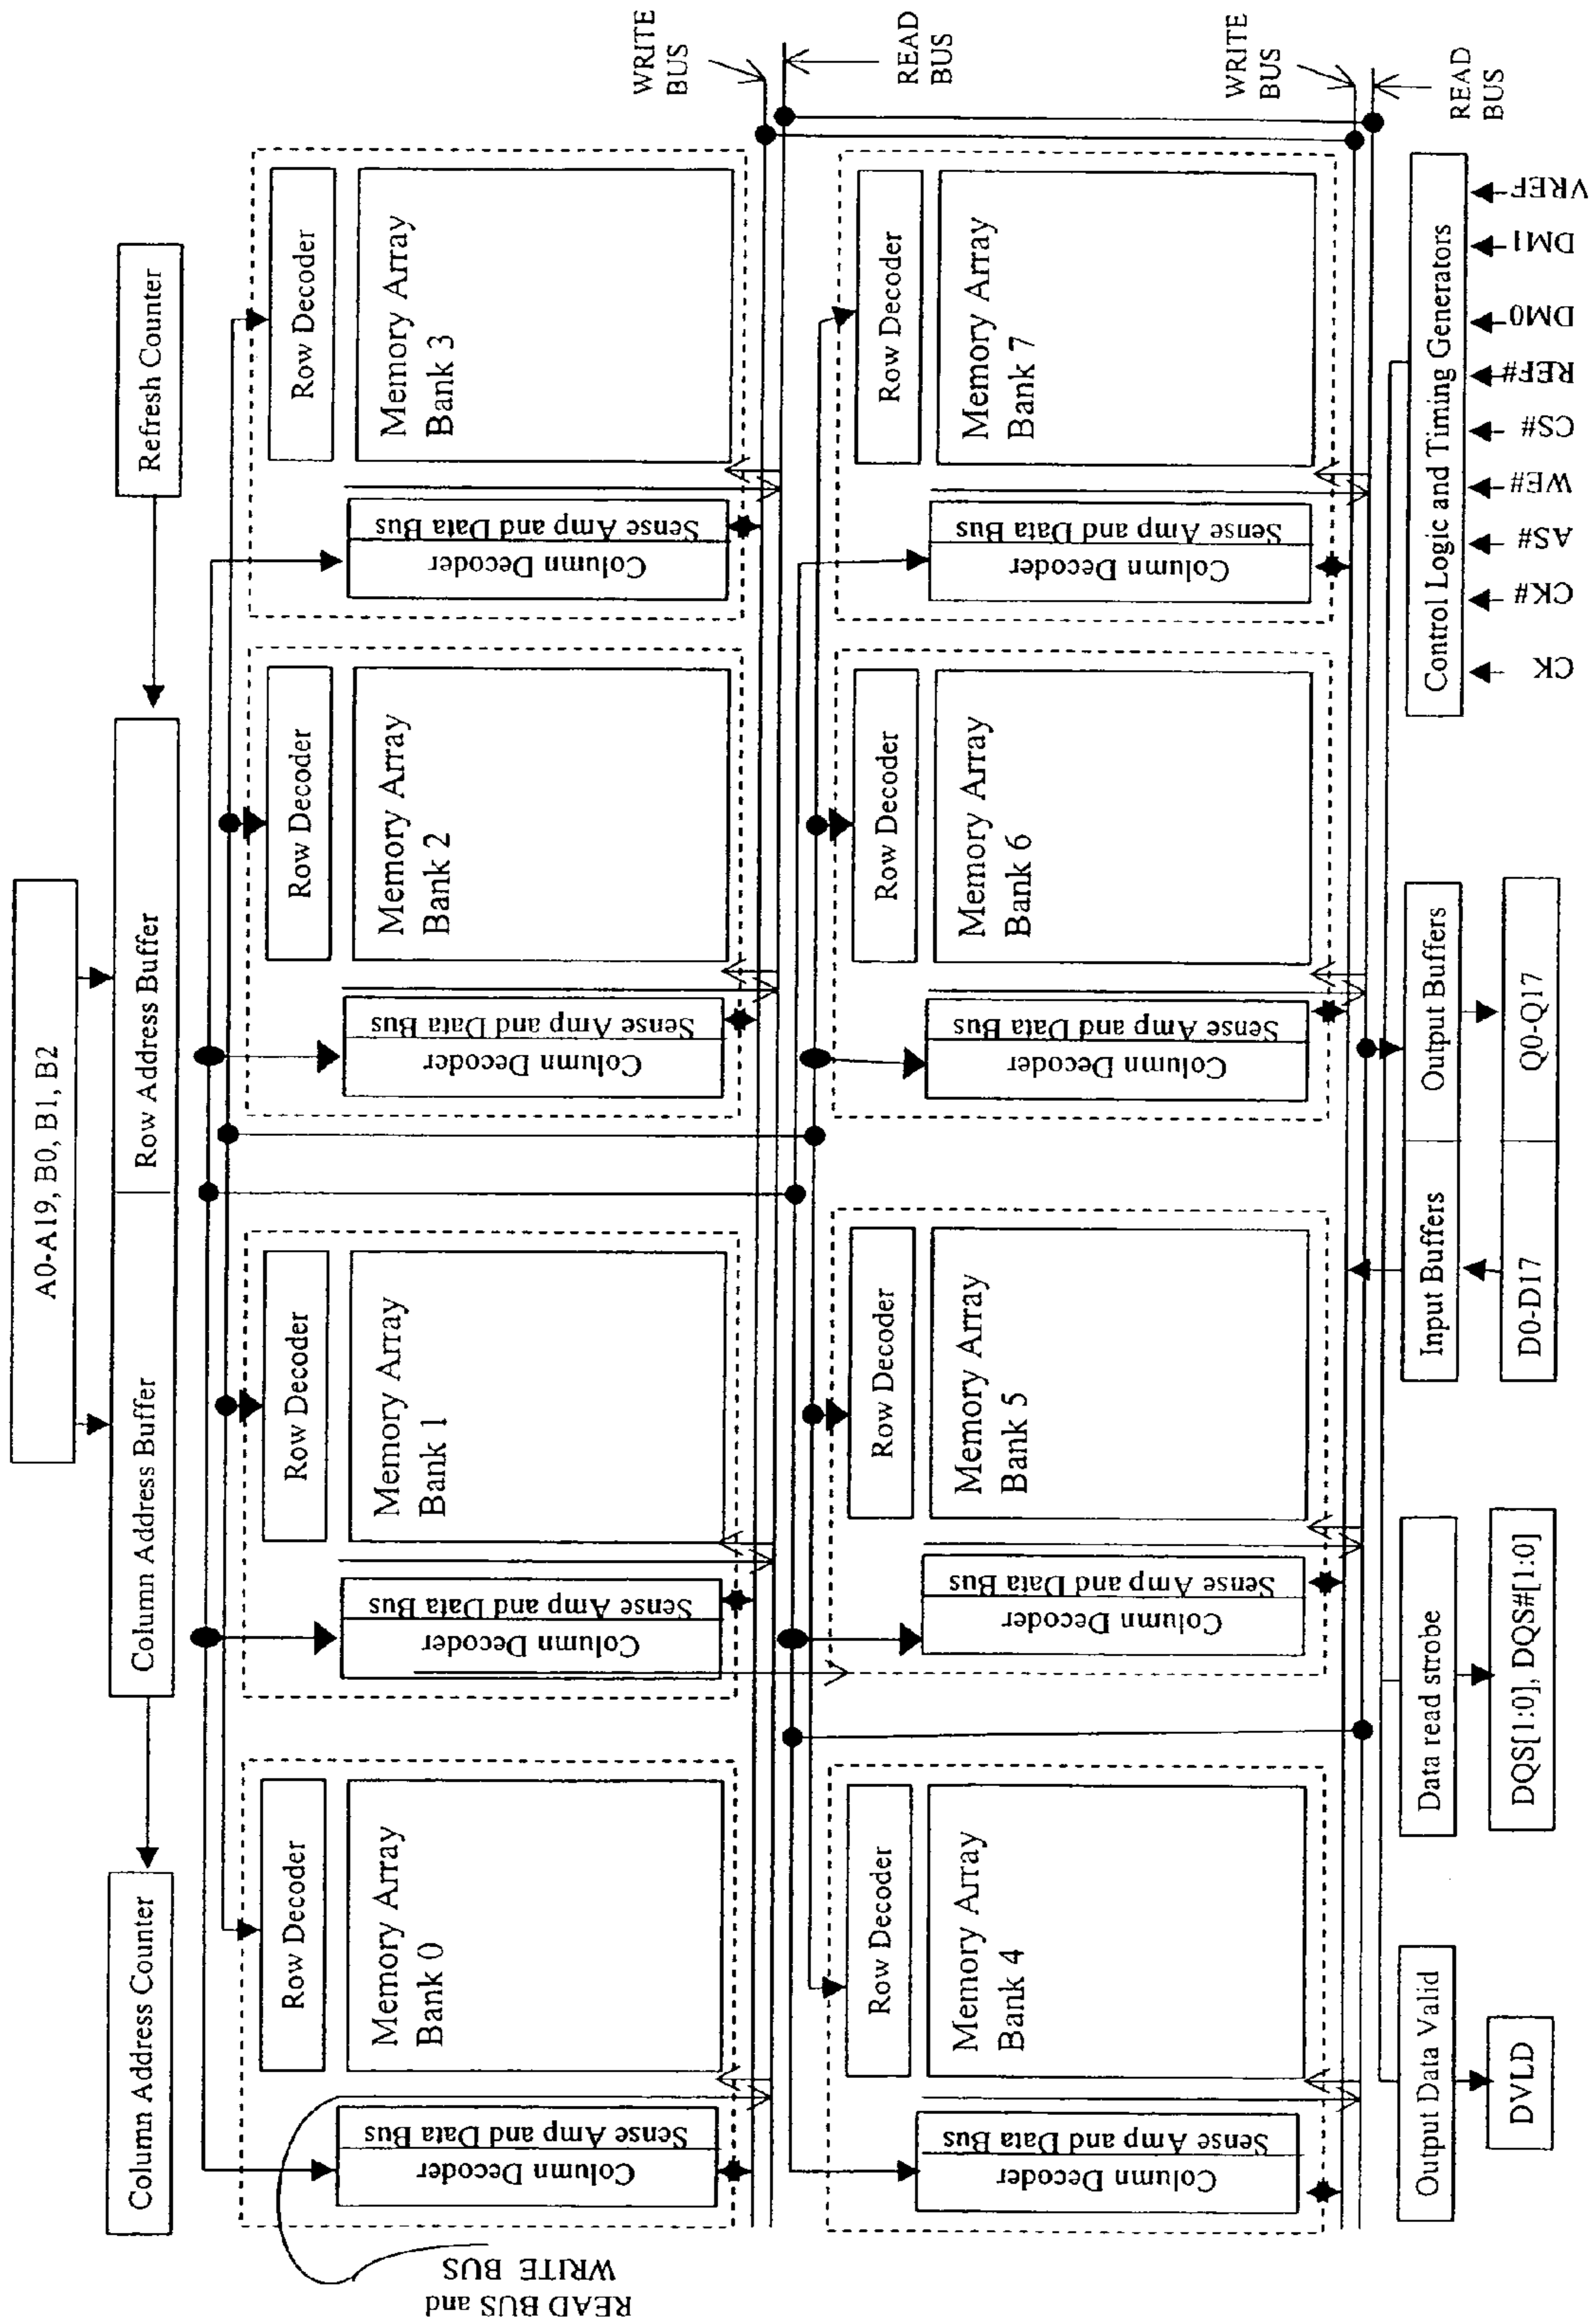 A0-A19, B0, B1, B2
Column Address Counter
Column Address Buffer
Row Address Buffer
Refresh Counter
READ BUS and
WRITE BUS
Row Decoder
Memory Array
Bank 0
Column Decoder
Sense Amp and Data Bus
Row Decoder
Memory Array
Bank 1
Column Decoder
Sense Amp and Data Bus
Row Decoder
Memory Array
Bank 2
Column Decoder
Sense Amp and Data Bus
Row Decoder
Memory Array
Bank 3
Column Decoder
Sense Amp and Data Bus
WRITE
BUS
READ
BUS
Row Decoder
Memory Array
Bank 4
Column Decoder
Sense Amp and Data Bus
Row Decoder
Memory Array
Bank 5
Column Decoder
Sense Amp and Data Bus
Row Decoder
Memory Array
Bank 6
Column Decoder
Sense Amp and Data Bus
Row Decoder
Memory Array
Bank 7
Column Decoder
Sense Amp and Data Bus
WRITE
BUS
READ
BUS
Output Data Valid
DVLD
Data read strobe
DQS[1:0], DQS#[1:0]
Input Buffers
Output Buffers
D0-D17
Q0-Q17
Control Logic and Timing Generators
CK
CK#
AS#
WE#
CS#
REF#
DM0
DM1
VREF